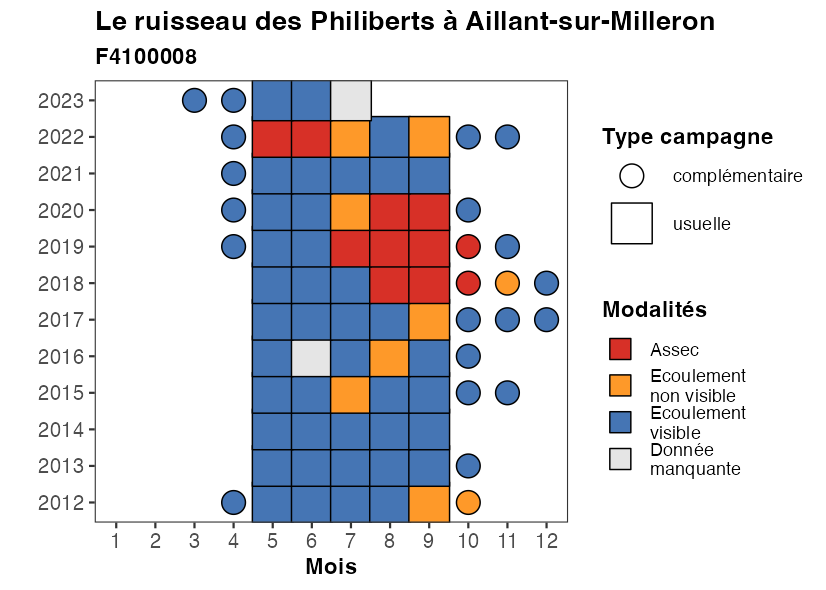 Le ruisseau des Philiberts à Aillant-sur-Milleron
F4100008
2023
2022
2021
2020
2019
2018
2017
2016
2015
2014
2013
2012
1 2 3 4 5 6 7 8 9 10 11 12
Mois
Type campagne
complémentaire
usuelle
Modalités
Assec
Ecoulement
non visible
Ecoulement
visible
Donnée
manquante